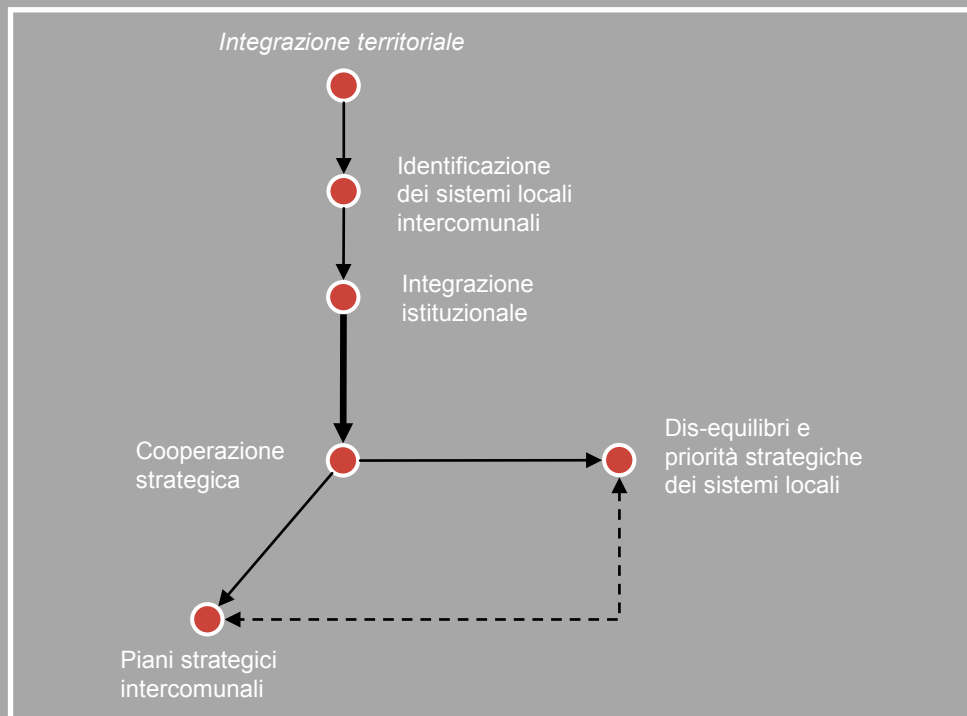 Integrazione territoriale
Identificazione
dei sistemi locali
intercomunali
Integrazione
istituzionale
Cooperazione
strategica
Dis-equilibri e
priorità strategiche
dei sistemi locali
Piani strategici
intercomunali